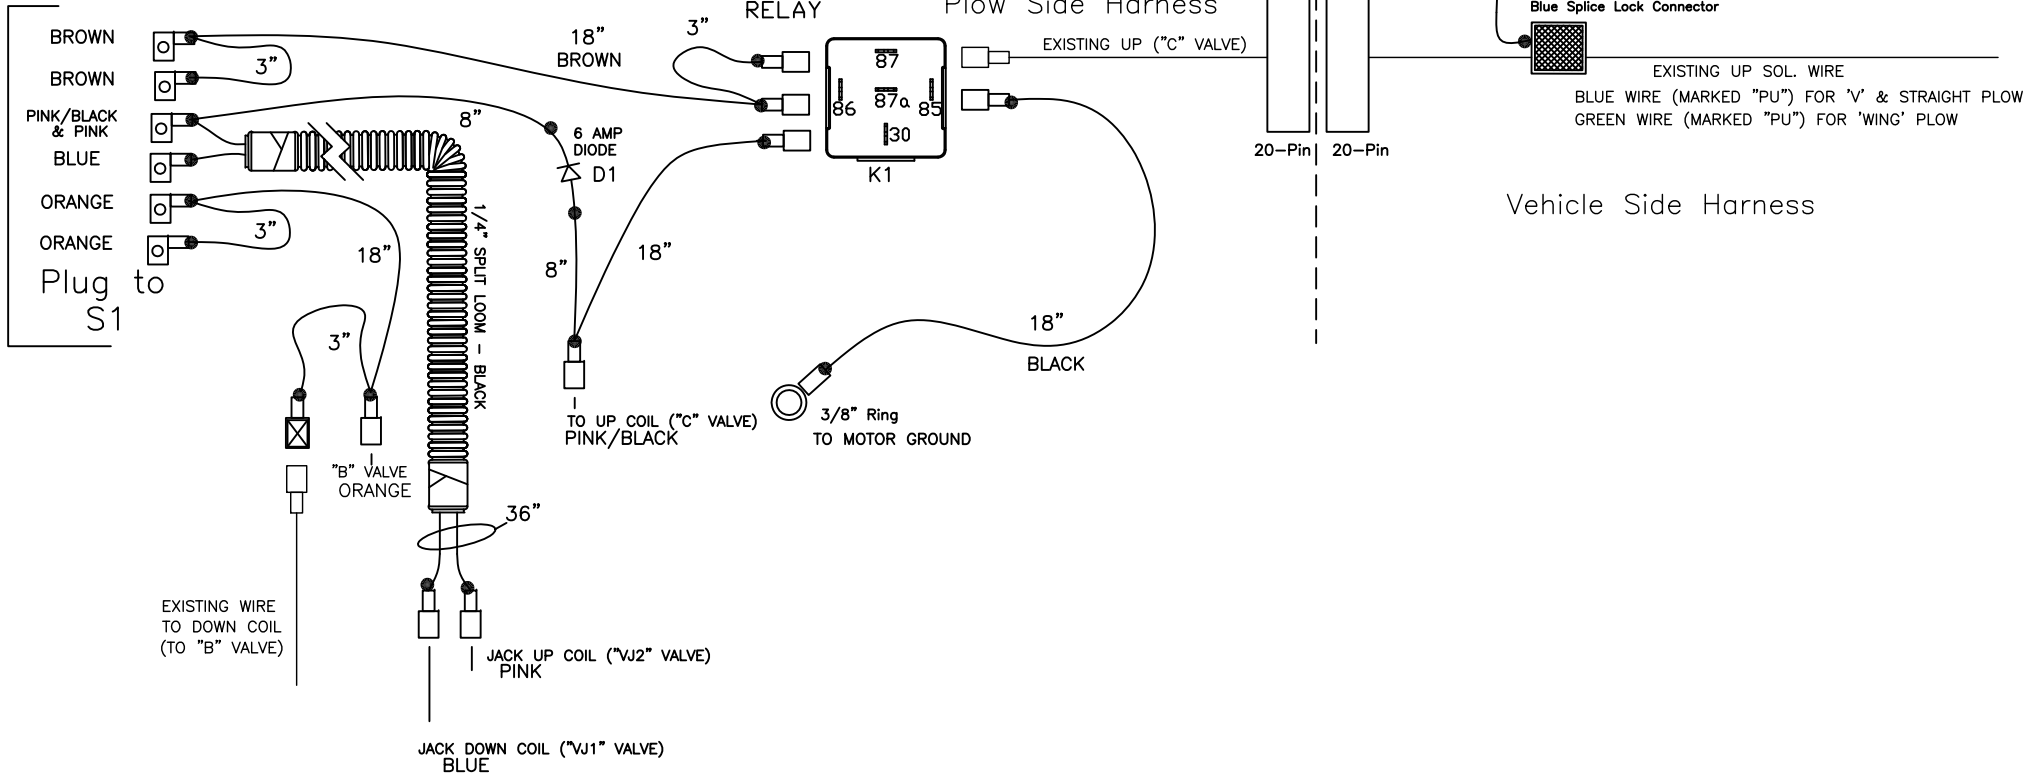 RELAY
Plow Side Harness
Blue Splice Lock Connector
BROWN
3”
18”
BROWN
3”
87
EXISTING UP ("C" VALVE)
BROWN
86
87a
85
EXISTING UP SOL. WIRE
BLUE WIRE (MARKED "PU") FOR 'V' & STRAIGHT PLOW
GREEN WIRE (MARKED "PU") FOR 'WING' PLOW
PINK/BLACK
& PINK
8”
6 AMP
DIODE
30
20-Pin
20-Pin
BLUE
D1
K1
ORANGE
3”
18”
ORANGE
1/4” SPLIT LOOM - BLACK
8”
18”
Vehicle Side Harness
Plug to
S1
3”
18”
BLACK
TO UP COIL ("C" VALVE)
PINK/BLACK
3/8” Ring
TO MOTOR GROUND
"B" VALVE
ORANGE
36”
EXISTING WIRE
TO DOWN COIL
(TO "B" VALVE)
JACK UP COIL ("VJ2" VALVE)
PINK
JACK DOWN COIL ("VJ1" VALVE)
BLUE